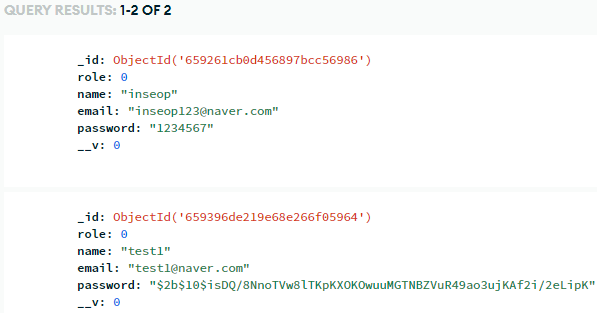 QUERY RESULTS: 1-2 OF 2
_id: ObjectId('659261cb0d456897bcc56986')
role: 0
name: "inseop"
email: "inseop123@naver.com"
password: "1234567"
__v: 0
_id: ObjectId('659396de219e68e266f05964')
role: 0
name: "test1"
email: "test1@naver.com"
password: "$2b$10$isDQ/8NnoTVw8lTKpKXOKOwuuMGTNBZVuR49ao3ujKAf2i/2eLipK"
__v: 0